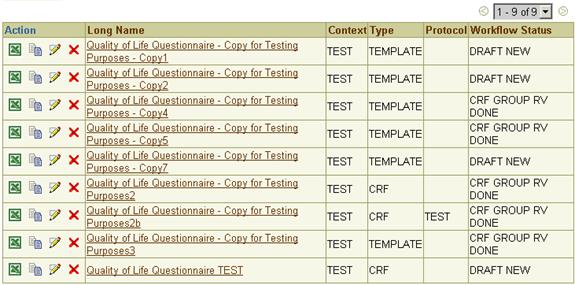 1 - 9 of 9
Action Long Name Context Type Protocol Workflow Status
Quality of Life Questionnaire - Copy for Testing
Purposes - Copy1 TEST TEMPLATE DRAFT NEW
Quality of Life Questionnaire - Copy for Testing
Purposes - Copy2 TEST TEMPLATE DRAFT NEW
Quality of Life Questionnaire - Copy for Testing
Purposes - Copy4 TEST TEMPLATE CRF GROUP RV
DONE
Quality of Life Questionnaire - Copy for Testing
Purposes - Copy5 TEST TEMPLATE CRF GROUP RV
DONE
Quality of Life Questionnaire - Copy for Testing
Purposes - Copy7 TEST TEMPLATE DRAFT NEW
Quality of Life Questionnaire - Copy for Testing
Purposes2 TEST CRF CRF GROUP RV
DONE
Quality of Life Questionnaire - Copy for Testing
Purposes2b TEST CRF TEST CRF GROUP RV
DONE
Quality of Life Questionnaire - Copy for Testing
Purposes3 TEST TEMPLATE CRF GROUP RV
DONE
Quality of Life Questionnaire TEST TEST CRF DRAFT NEW